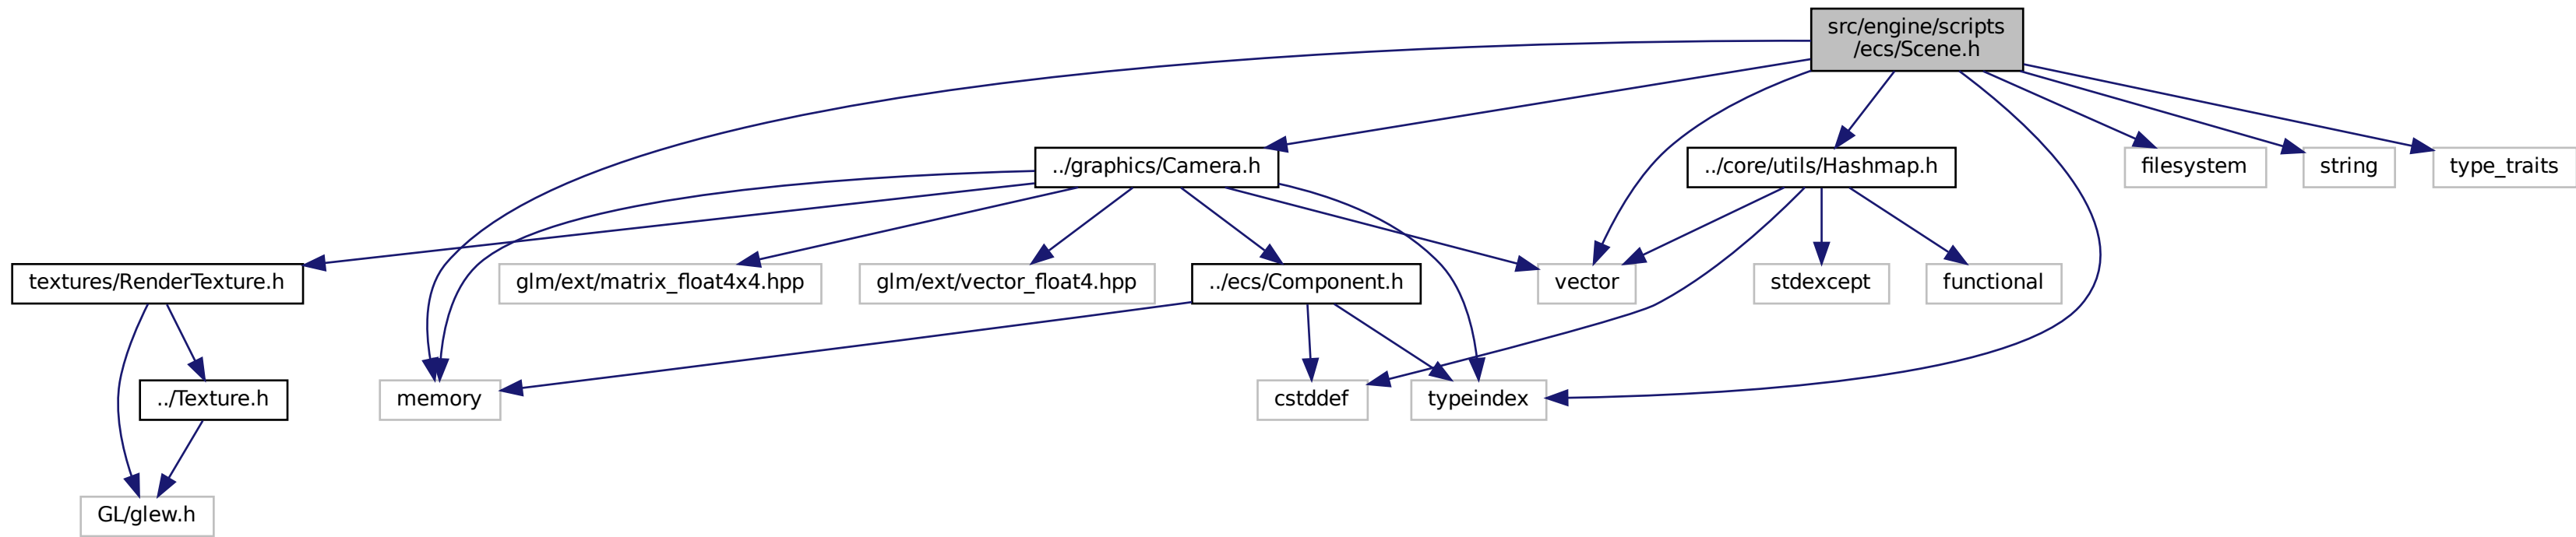 src/engine/scripts
/ecs/Scene.h
../graphics/Camera.h
../core/utils/Hashmap.h
filesystem
string
type_traits
textures/RenderTexture.h
glm/ext/matrix_float4x4.hpp
glm/ext/vector_float4.hpp
../ecs/Component.h
vector
stdexcept
functional
../Texture.h
memory
cstddef
typeindex
GL/glew.h